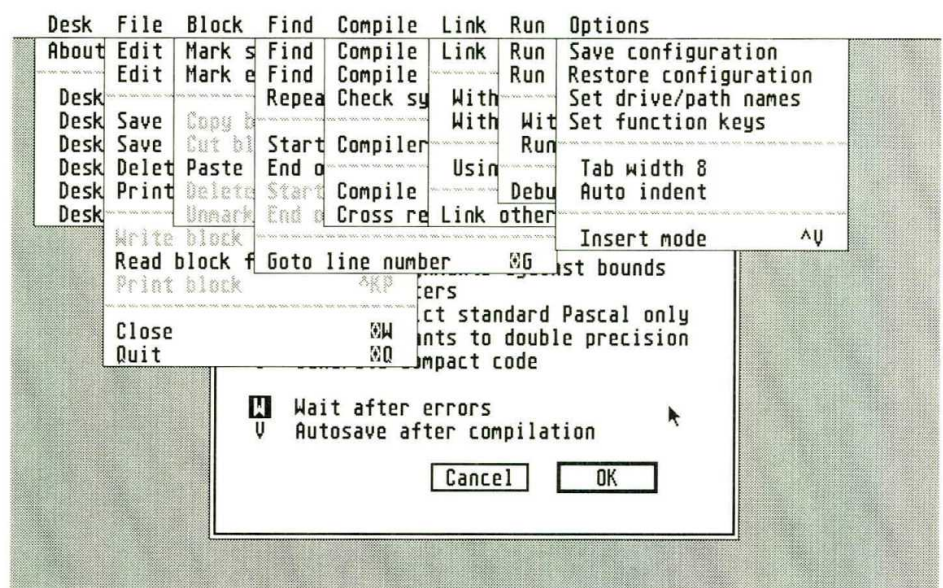 Desk File Block Find Compile Link Run Options
About Edit Mark s Find Compile Link Run Save configuration
Edit Mark e Find Compile Run Restore configuration
Desk Repea Check sy With Set drive/path names
Desk Save Copy b With Wit Set function keys
Desk Save Cut bl Start Compiler Run
Desk Delet Paste End o Usin Tab width 8
Desk Print Delete Start Compile Debu Auto indent
Desk Unmark End o Cross re Link other
Write block Insert mode ^V
Read block f Goto line number G bounds
Print block ^KP ters
ct standard Pascal only
Close W nts to double precision
Quit Q mpact code
W Wait after errors
V Autosave after compilation
Cancel OK